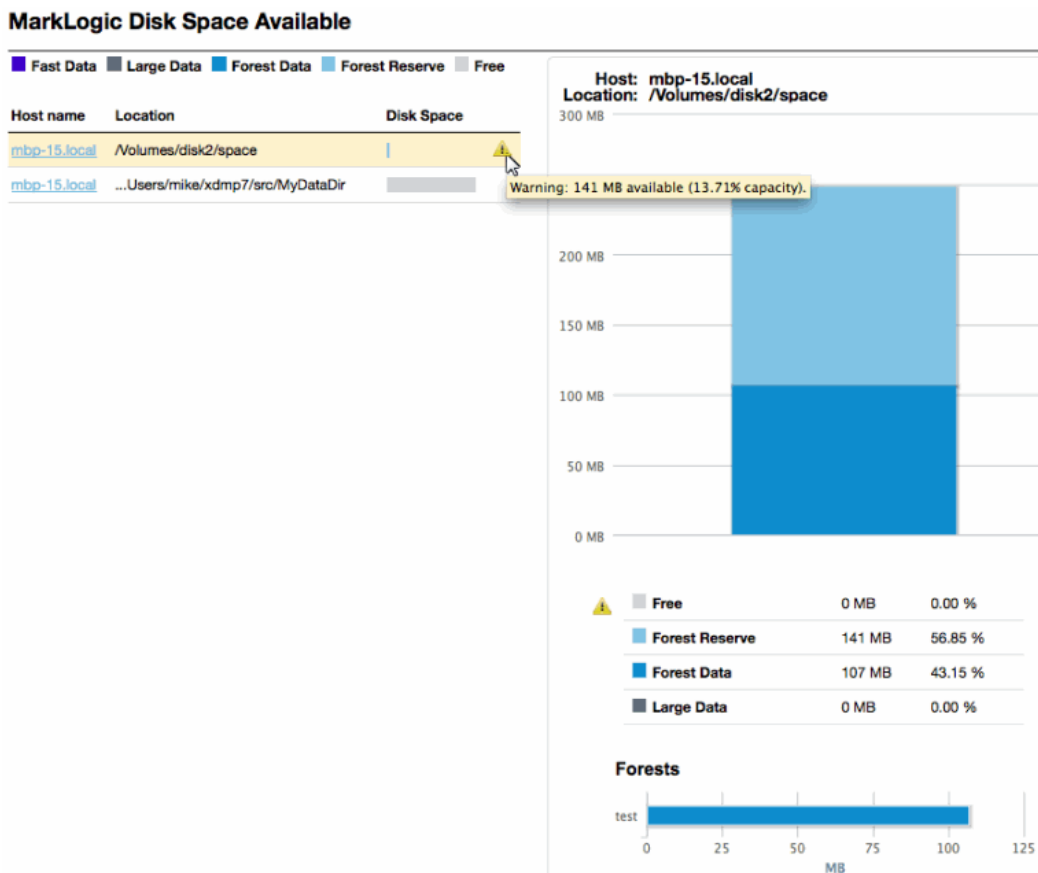 MarkLogic Disk Space Available
Fast Data Large Data Forest Data Forest Reserve Free
Host name Location Disk Space
mbp-15.local /Volumes/disk2/space
mbp-15.local ...Users/mike/xdmp7/src/MyDataDir
Warning: 141 MB available (13.71% capacity).
Host: mbp-15.local
Location: /Volumes/disk2/space
300 MB
200 MB
150 MB
100 MB
50 MB
0 MB
Free 0 MB 0.00 %
Forest Reserve 141 MB 56.85 %
Forest Data 107 MB 43.15 %
Large Data 0 MB 0.00 %
Forests
test
0 25 50 75 100 125
MB